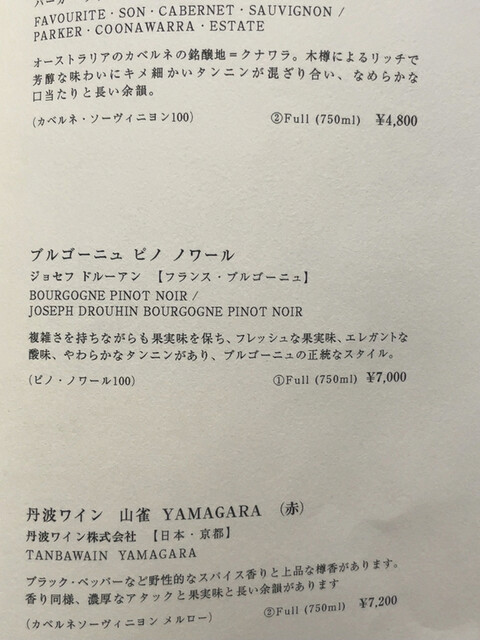 FAVOURITE・SON・CABERNET・SAUVIGNON /
PARKER・COONAWARRA・ESTATE
オーストラリアのカベルネの銘醸地＝クナワラ。木樽によるリッチで
芳醇な味わいにキメ細かいタンニンが混ざり合い、なめらかな
口当たりと長い余韻。
(カベルネ・ソーヴィニヨン100) ②Full (750ml) ¥4,800
ブルゴーニュ ピノ ノワール
ジョセフ ドルーアン 【フランス・ブルゴーニュ】
BOURGOGNE PINOT NOIR /
JOSEPH DROUHIN BOURGOGNE PINOT NOIR
複雑さを持ちながらも果実味を保ち、フレッシュな果実味、エレガントな
酸味、やわらかなタンニンがあり、ブルゴーニュの正統なスタイル。
(ピノ・ノワール100) ①Full (750ml) ¥7,000
丹波ワイン 山雀 YAMAGARA (赤)
丹波ワイン株式会社 【日本・京都】
TANBAWAIN YAMAGARA
ブラック・ペッパーなど野性的なスパイス香りと上品な樽香があります。
香り同様、濃厚なアタックと果実味と長い余韻があります
(カベルネソーヴィニヨン メルロー) ②Full (750ml) ¥7,200